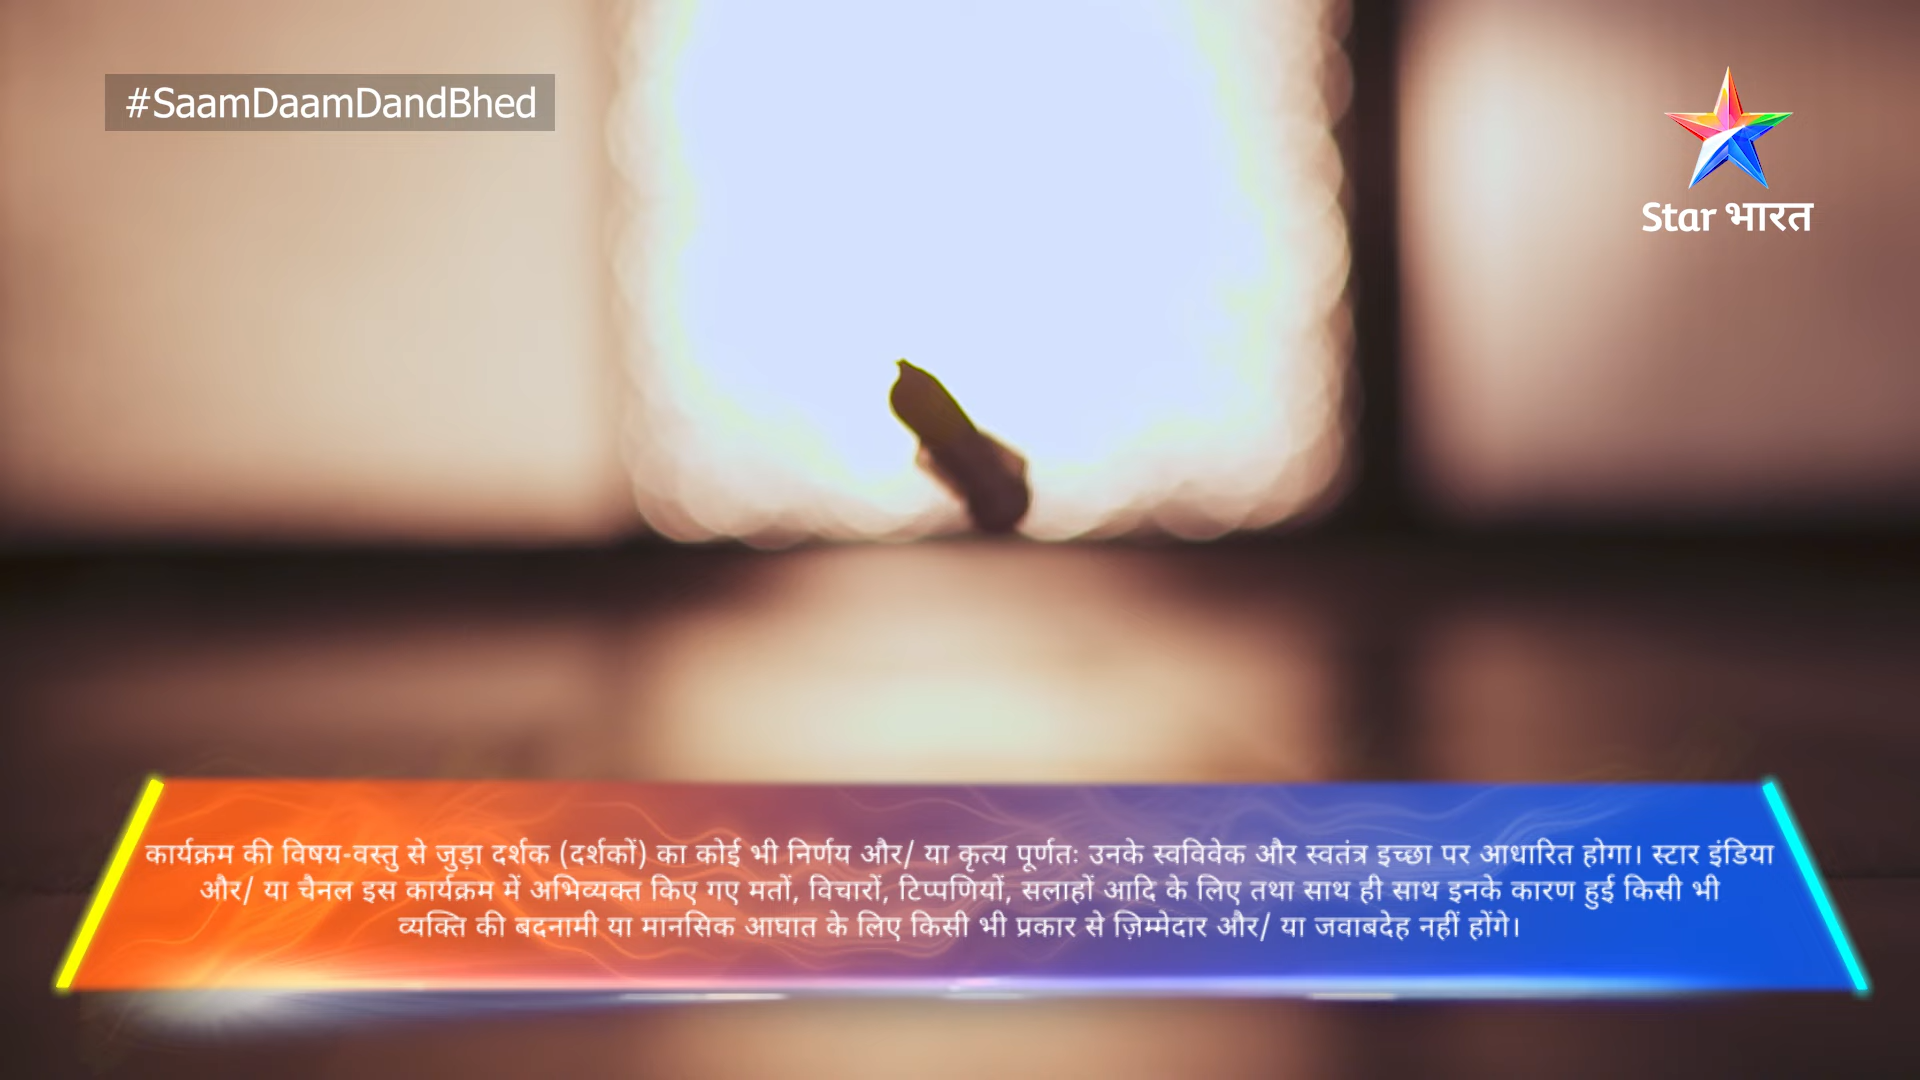 #SaamDaamDandBhed
Star भारत
कार्यक्रम की विषय-वस्तु से जुड़ा दर्शक (दर्शकों) का कोई भी निर्णय और/ या कृत्य पूर्णतः उनके स्वविवेक और स्वतंत्र इच्छा पर आधारित होगा। स्टार इंडिया
और/ या चैनल इस कार्यक्रम में अभिव्यक्त किए गए मतों, विचारों, टिप्पणियों, सलाहों आदि के लिए तथा साथ ही साथ इनके कारण हुई किसी भी
व्यक्ति की बदनामी या मानसिक आघात के लिए किसी भी प्रकार से ज़िम्मेदार और/ या जवाबदेह नहीं होंगे।